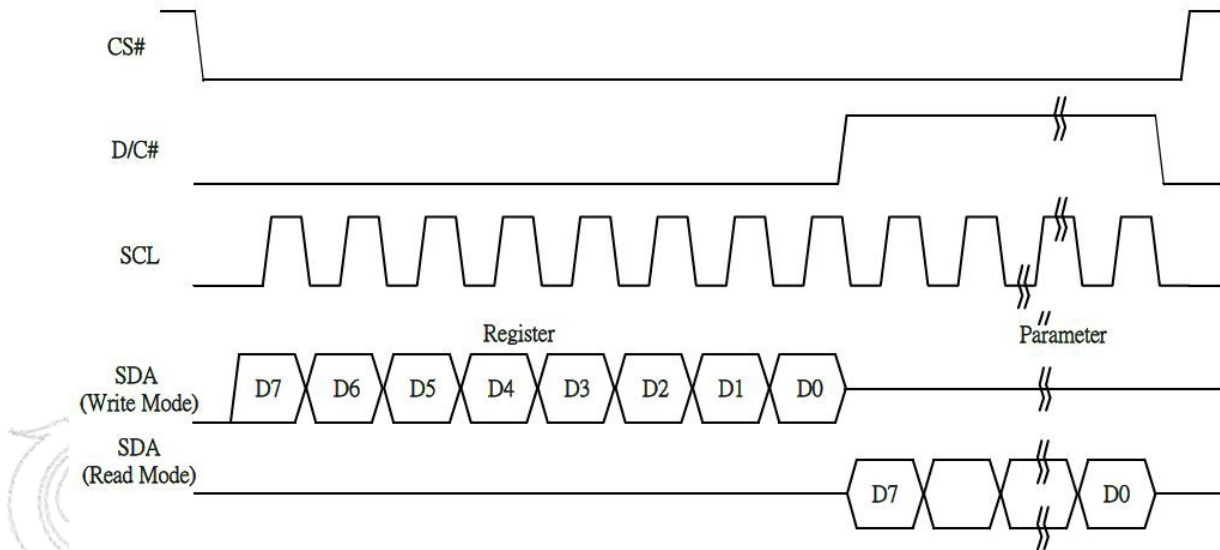 CS#
D/C#
SCL
Register Parameter
SDA
(Write Mode)
D7 D6 D5 D4 D3 D2 D1 D0
SDA
(Read Mode)
D7 D0